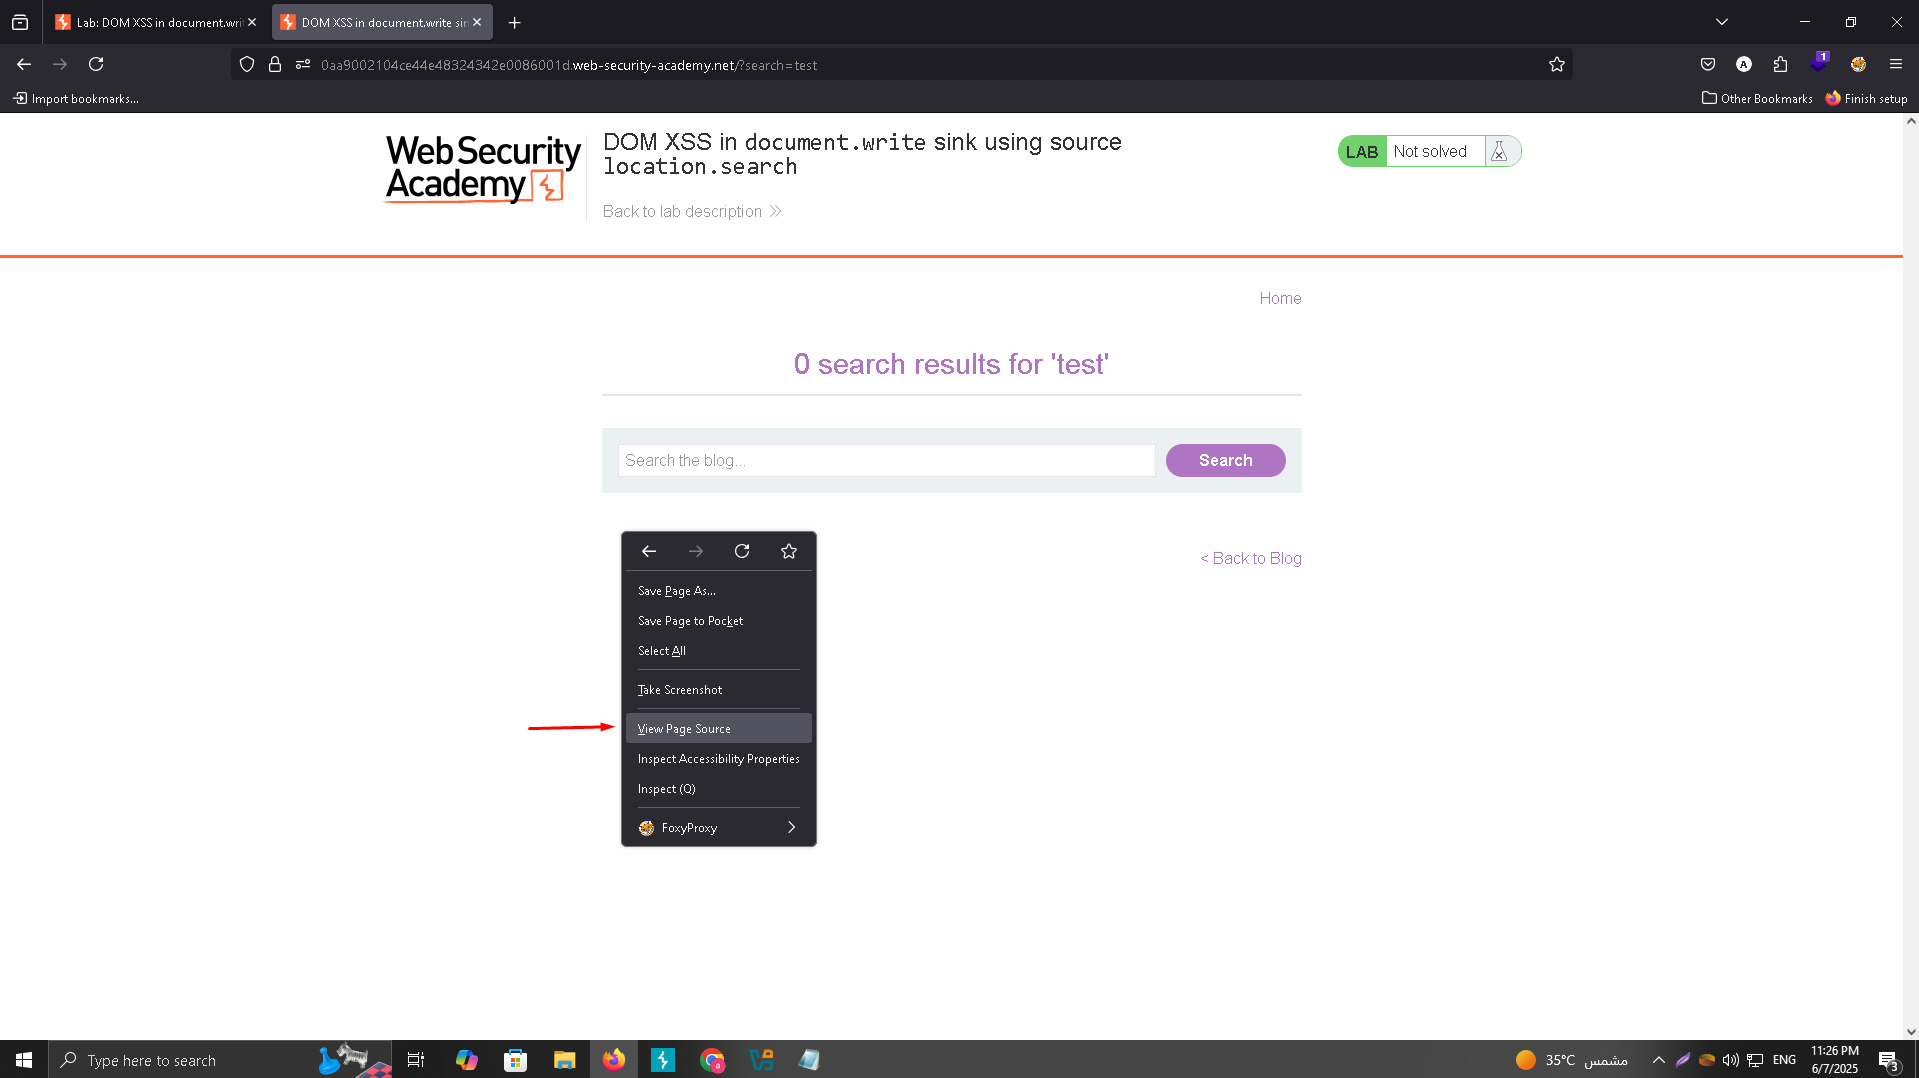 Lab: DOM XSS in document.writ
DOM XSS in document.write sin
0aa9002104ce44e48324342e0086001d.web-security-academy.net/?search=test
A
1
Import bookmarks...
Other Bookmarks
Finish setup
WebSecurity
Academy
DOM XSS in document.write sink using source
location.search
Back to lab description
LAB
Not solved
Home
0 search results for 'test'
Search the blog...
Search
< Back to Blog
Save Page As...
Save Page to Pocket
Select All
Take Screenshot
View Page Source
Inspect Accessibility Properties
Inspect (Q)
FoxyProxy
Type here to search
a
35°C مشمس
ENG
11:26 PM
6/7/2025
3